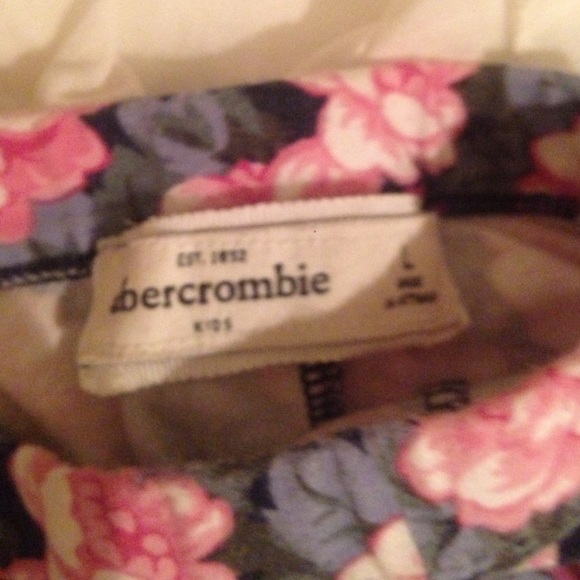 EST. 1892
abercrombie
KIDS
L